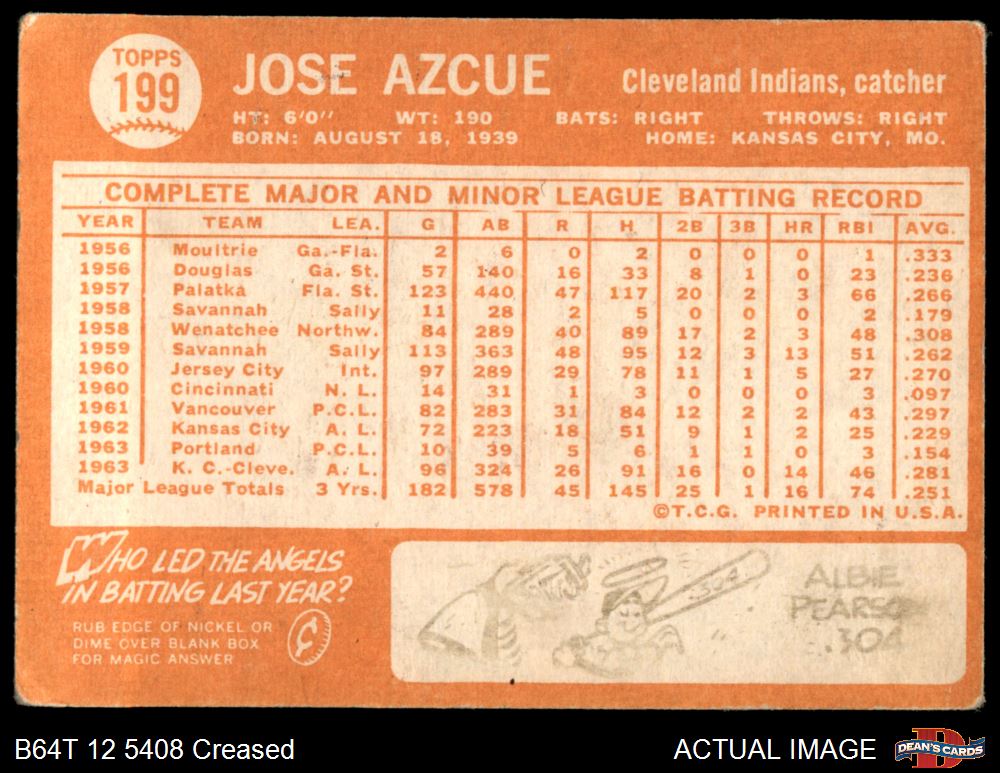 TOPPS
199
JOSE AZCUE
Cleveland Indians, catcher
HT: 6'0'' WT: 190 BATS: RIGHT THROWS: RIGHT
BORN: AUGUST 18, 1939 HOME: KANSAS CITY, MO.
COMPLETE MAJOR AND MINOR LEAGUE BATTING RECORD
YEAR TEAM LEA. G AB R H 2B 3B HR RBI AVG.
1956 Moultrie Ga.-Fla. 2 6 0 2 0 0 0 1 .333
1956 Douglas Ga. St. 57 140 16 33 8 1 0 23 .236
1957 Palatka Fla. St. 123 440 47 117 20 2 3 66 .266
1958 Savannah Sally 11 28 2 5 0 0 0 2 .179
1958 Wenatchee Northw. 84 289 40 89 17 2 3 48 .308
1959 Savannah Sally 113 363 48 95 12 3 13 51 .262
1960 Jersey City Int. 97 289 29 78 11 1 5 27 .270
1960 Cincinnati N. L. 14 31 1 3 0 0 0 3 .097
1961 Vancouver P.C.L. 82 283 31 84 12 2 2 43 .297
1962 Kansas City A. L. 72 223 18 51 9 1 2 25 .229
1963 Portland P.C.L. 10 39 5 6 1 1 0 3 .154
1963 K. C.-Cleve. A. L. 96 324 26 91 16 0 14 46 .281
Major League Totals 3 Yrs. 182 578 45 145 25 1 16 74 .251
©T.C.G. PRINTED IN U.S.A.
WHO LED THE ANGELS
IN BATTING LAST YEAR?
RUB EDGE OF NICKEL OR
DIME OVER BLANK BOX
FOR MAGIC ANSWER
¢
.304
ALBIE
PEARSON
.304
B64T 12 5408 Creased
ACTUAL IMAGE
D
DEAN'S CARDS